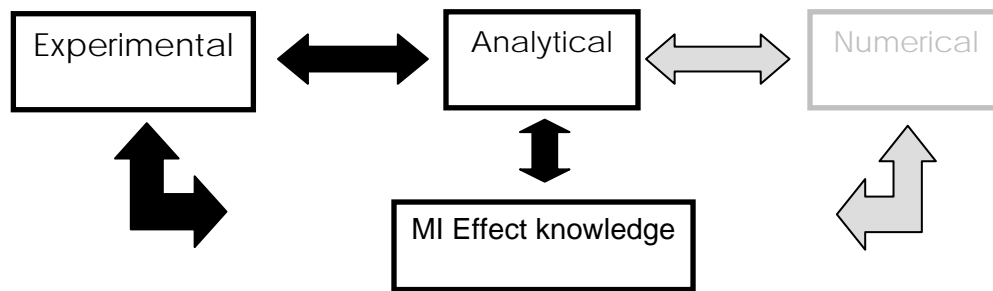 Experimental
Analytical
Numerical
MI Effect knowledge